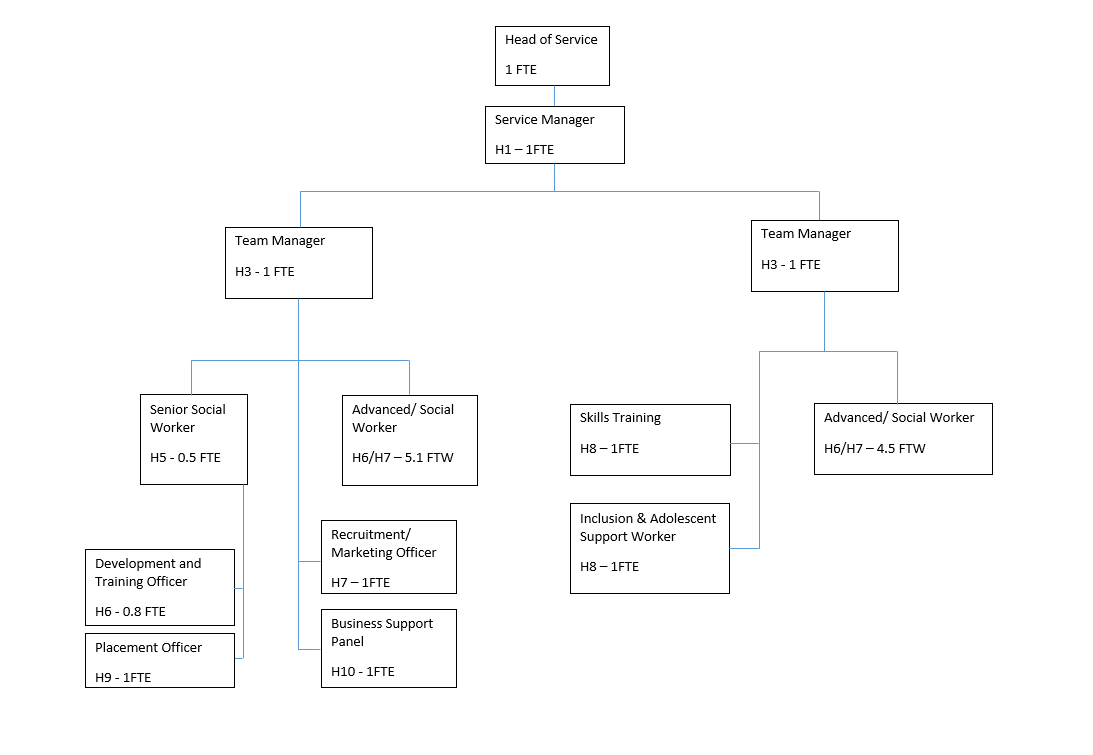 Head of Service
1 FTE
Service Manager
H1 – 1FTE
Team Manager
H3 - 1 FTE
Team Manager
H3 - 1 FTE
Senior Social
Worker
H5 - 0.5 FTE
Advanced/ Social
Worker
H6/H7 – 5.1 FTW
Skills Training
H8 – 1FTE
Advanced/ Social Worker
H6/H7 – 4.5 FTW
Inclusion & Adolescent
Support Worker
H8 – 1FTE
Recruitment/
Marketing Officer
H7 – 1FTE
Development and
Training Officer
H6 - 0.8 FTE
Business Support
Panel
H10 - 1FTE
Placement Officer
H9 - 1FTE